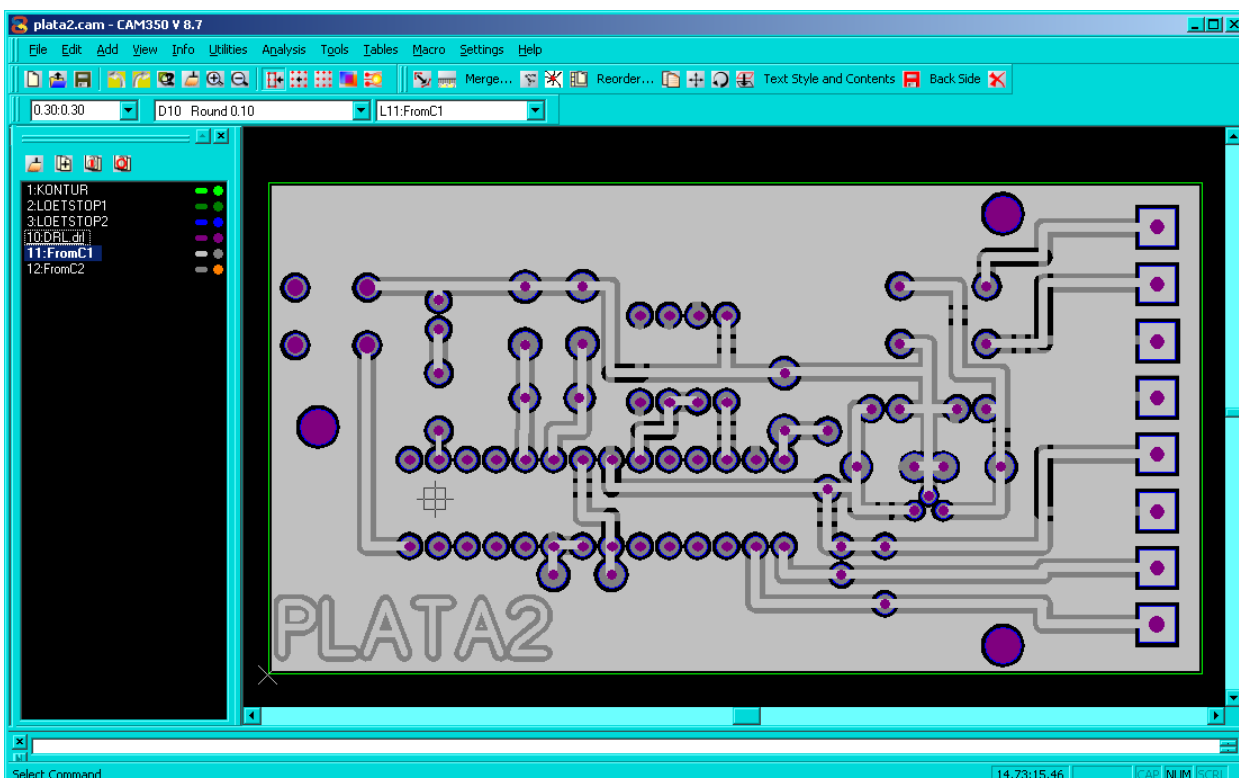 plata2.cam - CAM350 V 8.7
File Edit Add View Info Utilities Analysis Tools Tables Macro Settings Help
Merge... Reorder... Text Style and Contents Back Side
0.30:0.30 D10 Round 0.10 L11:FromC1
1:KONTUR
2:LOETSTOP1
3:LOETSTOP2
10:DRL.drl
11:FromC1
12:FromC2
PLATA2
Select Command 14.73:15.46 CAP NUM SCRL